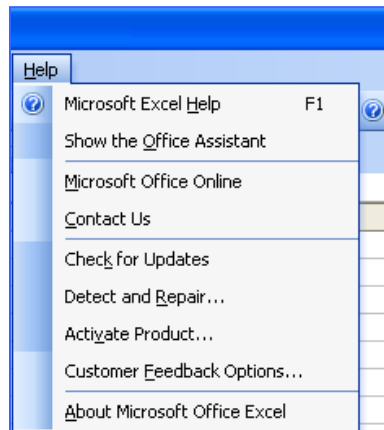 Help
Microsoft Excel Help F1
Show the Office Assistant
Microsoft Office Online
Contact Us
Check for Updates
Detect and Repair...
Activate Product...
Customer Feedback Options...
About Microsoft Office Excel